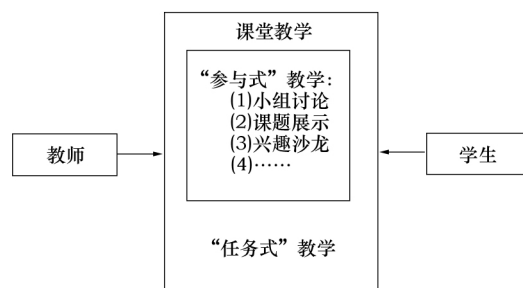 课堂教学
“参与式”教学：
(1)小组讨论
(2)课题展示
(3)兴趣沙龙
(4)……
教师
学生
“任务式”教学